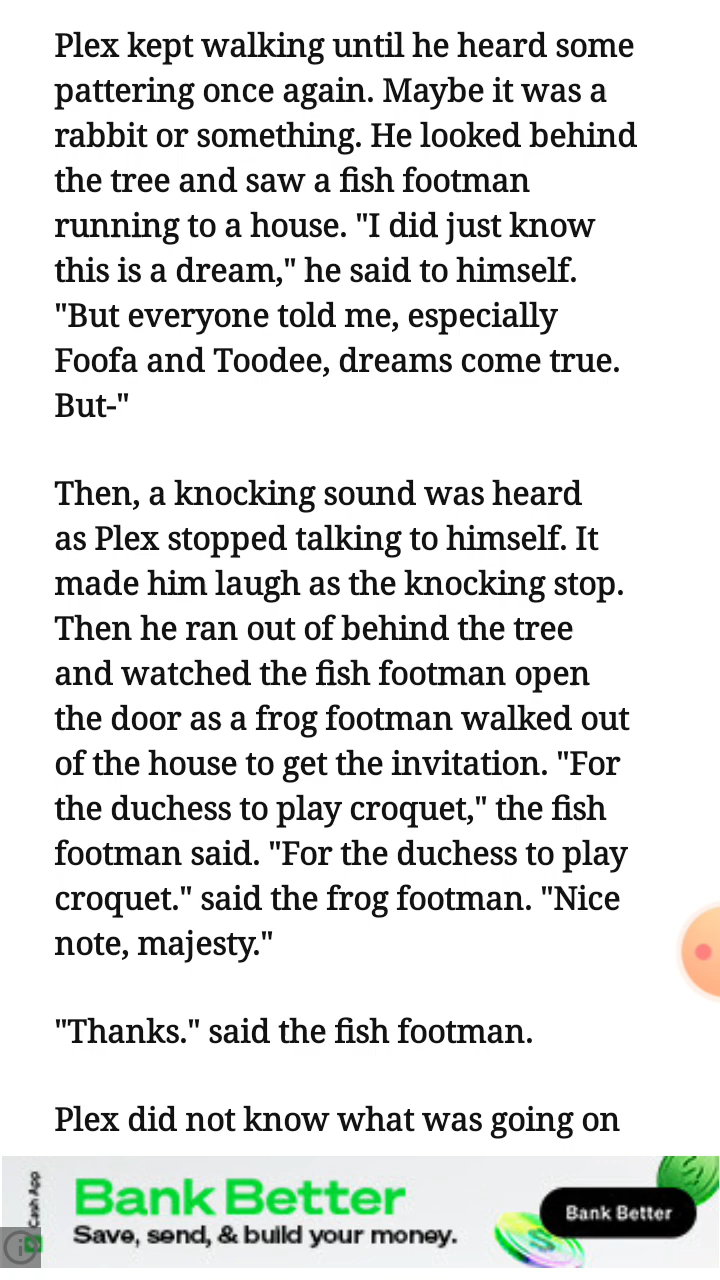 Plex kept walking until he heard some
pattering once again. Maybe it was a
rabbit or something. He looked behind
the tree and saw a fish footman
running to a house. "I did just know
this is a dream," he said to himself.
"But everyone told me, especially
Foofa and Toodee, dreams come true.
But-"
Then, a knocking sound was heard
as Plex stopped talking to himself. It
made him laugh as the knocking stop.
Then he ran out of behind the tree
and watched the fish footman open
the door as a frog footman walked out
of the house to get the invitation. "For
the duchess to play croquet," the fish
footman said. "For the duchess to play
croquet." said the frog footman. "Nice
note, majesty."
"Thanks." said the fish footman.
Plex did not know what was going on
Cash App
Bank Better
Save, send, & build your money.
Bank Better